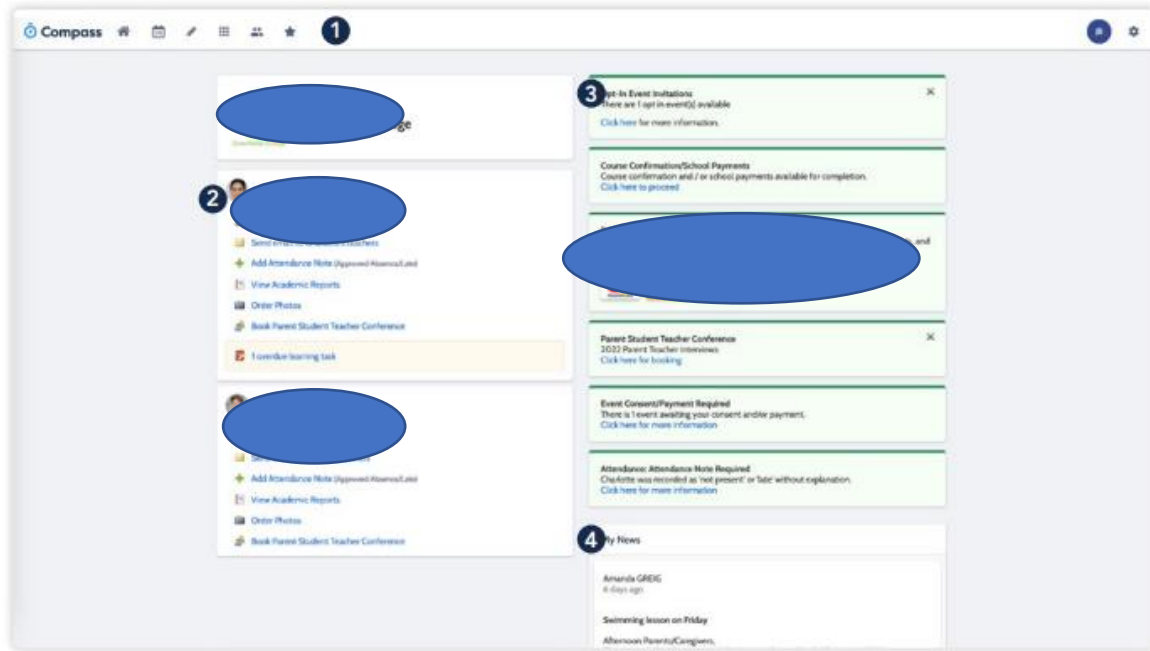 Compass
1
ge
2
Send email to
Add Attendance Note (Approved Absence/Late)
View Academic Reports
Order Photos
Book Parent Student Teacher Conference
1 overdue learning task
Add Attendance Note (Approved Absence/Late)
View Academic Reports
Order Photos
Book Parent Student Teacher Conference
3
Opt-In Event Invitations
There are 1 opt in event(s) available
Click here for more information.
Course Confirmation/School Payments
Course confirmation and / or school payments available for completion.
Click here to proceed
and
Parent Student Teacher Conference
2022 Parent Teacher Interviews
Click here for booking
Event Consent/Payment Required
There is 1 event awaiting your consent and/or payment.
Click here for more information
Attendance: Attendance Note Required
Charlotte was recorded as 'not present' or 'late' without explanation.
Click here for more information
4
My News
Amanda GREIG
6 days ago
Swimming lesson on Friday
Afternoon Parents/Caregivers,